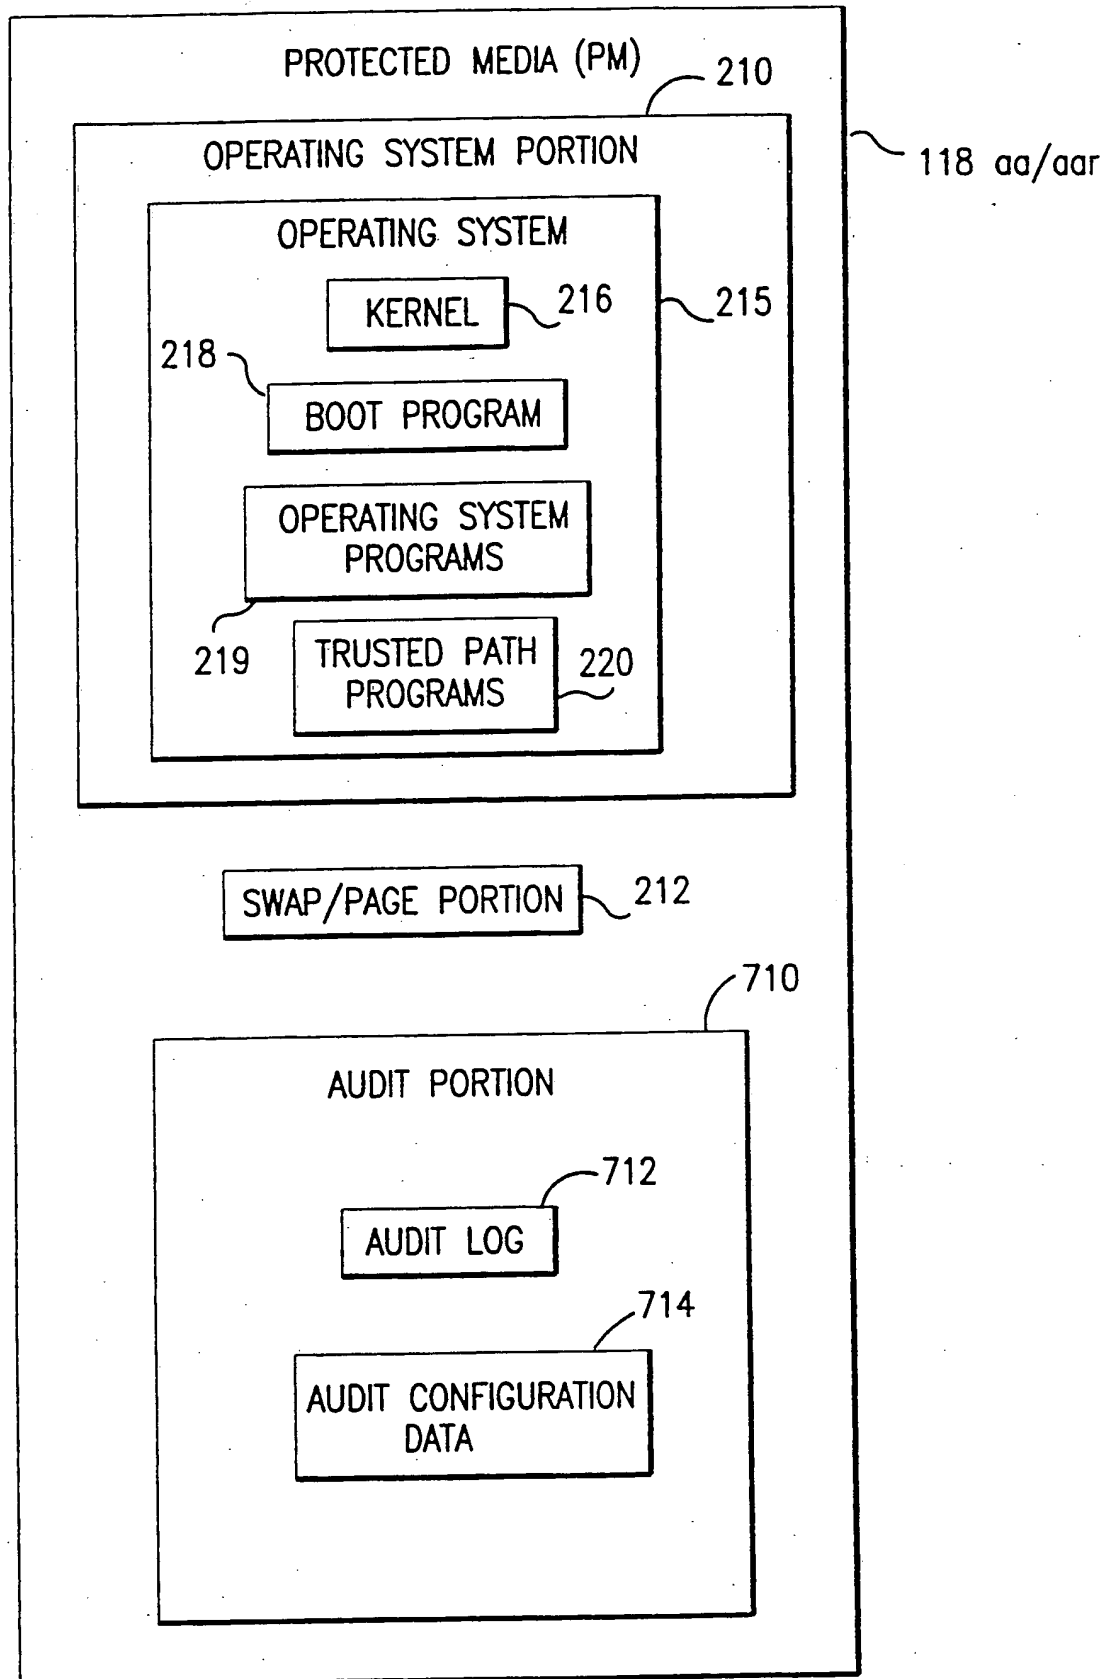 PROTECTED MEDIA (PM)
210
OPERATING SYSTEM PORTION
118 aa/aar
OPERATING SYSTEM
KERNEL
216
215
218
BOOT PROGRAM
OPERATING SYSTEM
PROGRAMS
219
TRUSTED PATH
PROGRAMS
220
SWAP/PAGE PORTION
212
710
AUDIT PORTION
712
AUDIT LOG
714
AUDIT CONFIGURATION
DATA